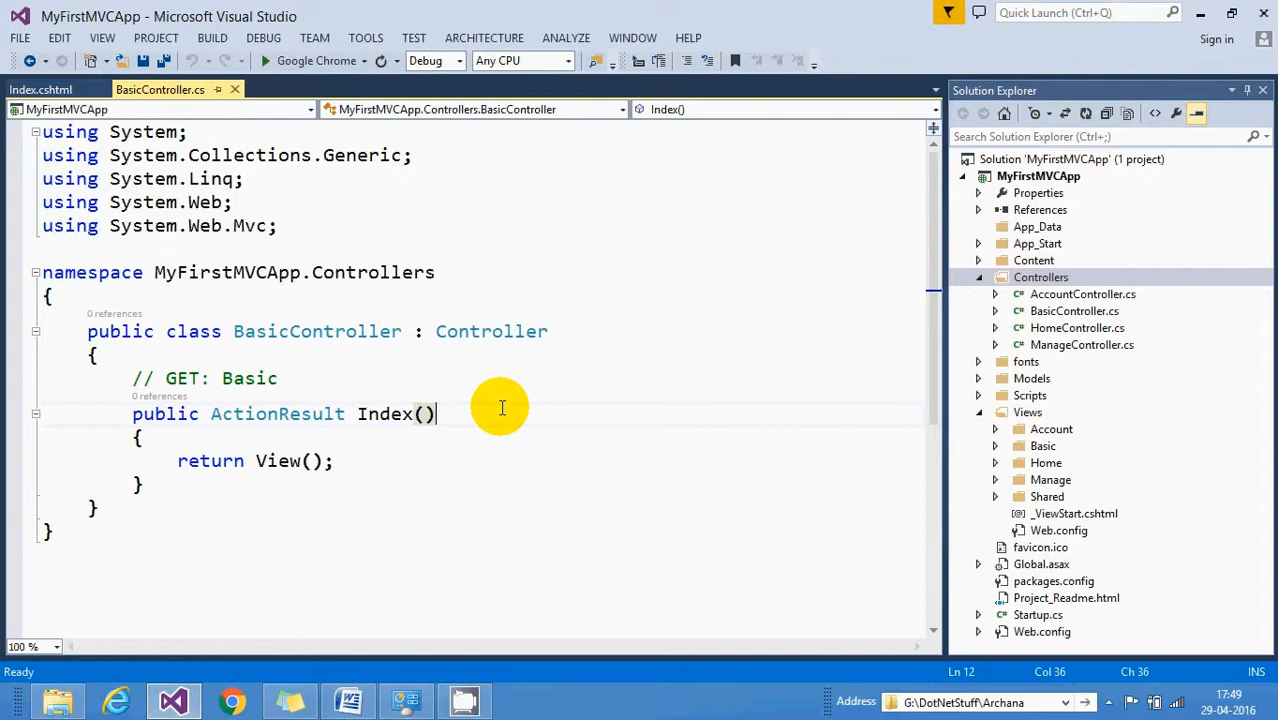 MyFirstMVCApp - Microsoft Visual Studio
Quick Launch (Ctrl+Q)
FILE EDIT VIEW PROJECT BUILD DEBUG TEAM TOOLS TEST ARCHITECTURE ANALYZE WINDOW HELP
Sign in
Google Chrome Debug Any CPU
Index.cshtml BasicController.cs
MyFirstMVCApp MyFirstMVCApp.Controllers.BasicController Index()
using System;
using System.Collections.Generic;
using System.Linq;
using System.Web;
using System.Web.Mvc;
namespace MyFirstMVCApp.Controllers
{
0 references
public class BasicController : Controller
{
// GET: Basic
0 references
public ActionResult Index()
{
return View();
}
}
}
100 %
Solution Explorer
Search Solution Explorer (Ctrl+;)
Solution 'MyFirstMVCApp' (1 project)
MyFirstMVCApp
Properties
References
App_Data
App_Start
Content
Controllers
C# AccountController.cs
C# BasicController.cs
C# HomeController.cs
C# ManageController.cs
fonts
Models
Scripts
Views
Account
Basic
Home
Manage
Shared
_ViewStart.cshtml
Web.config
favicon.ico
Global.asax
packages.config
Project_Readme.html
C# Startup.cs
Web.config
Ready Ln 12 Col 36 Ch 36 INS
Address G:\DotNetStuff\Archana
17:49
29-04-2016